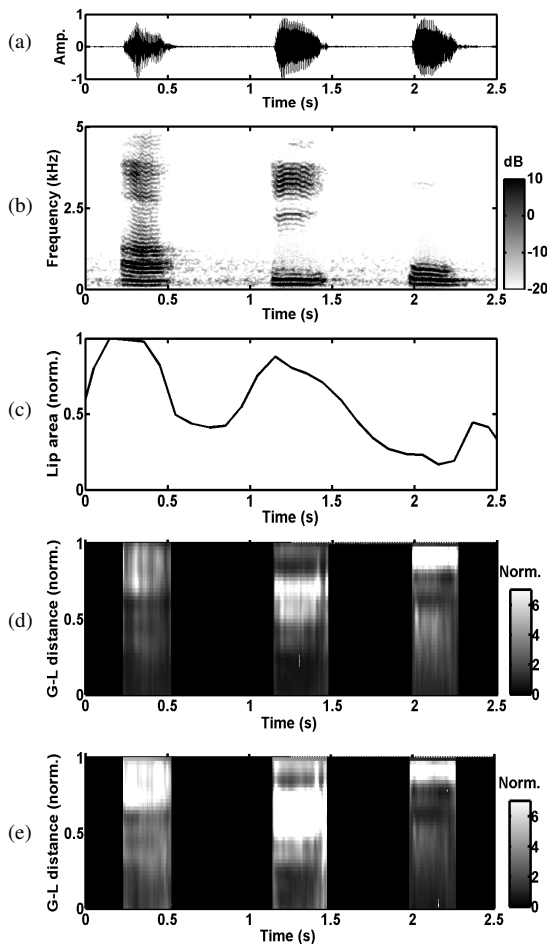 (a)
Amp.
1
0
-1
0 0.5 1 1.5 2 2.5
Time (s)
(b)
Frequency (kHz)
5
2.5
0
0 0.5 1 1.5 2 2.5
Time (s)
dB
10
0
-10
-20
(c)
Lip area (norm.)
1
0.5
0
0 0.5 1 1.5 2 2.5
Time (s)
(d)
G-L distance (norm.)
1
0.5
0
0 0.5 1 1.5 2 2.5
Time (s)
Norm.
6
4
2
0
(e)
G-L distance (norm.)
1
0.5
0
0 0.5 1 1.5 2 2.5
Time (s)
Norm.
6
4
2
0